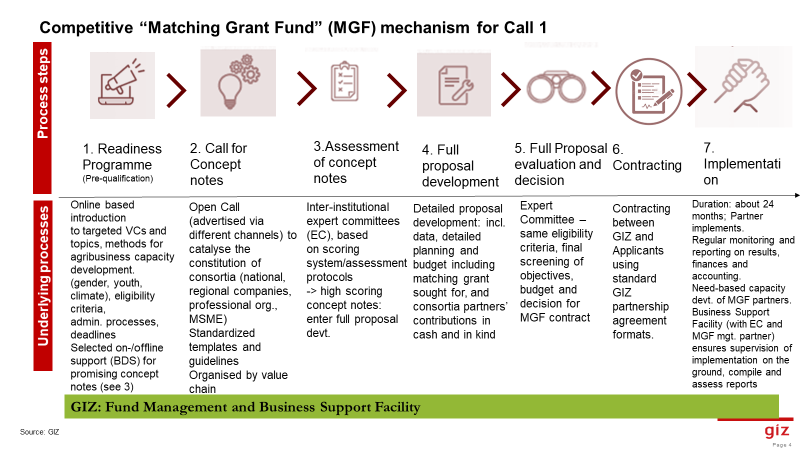 Competitive “Matching Grant Fund” (MGF) mechanism for Call 1
Process steps
1. Readiness
Programme
(Pre-qualification)
2. Call for
Concept
notes
3.Assessment
of concept
notes
4. Full
proposal
development
5. Full Proposal
evaluation and
decision
6.
Contracting
7.
Implementati
on
Underlying processes
Online based
introduction
to targeted VCs and
topics, methods for
agribusiness capacity
development.
(gender, youth,
climate), eligibility
criteria,
admin. processes,
deadlines
Selected on-/offline
support (BDS) for
promising concept
notes (see 3)
Open Call
(advertised via
different channels) to
catalyse the
constitution of
consortia (national,
regional companies,
professional org.,
MSME)
Standardized
templates and
guidelines
Organised by value
chain
Inter-institutional
expert committees
(EC), based
on scoring
system/assessment
protocols
-> high scoring
concept notes:
enter full proposal
devt.
Detailed proposal
development: incl.
data, detailed
planning and
budget including
matching grant
sought for, and
consortia partners’
contributions in
cash and in kind
Expert
Committee –
same eligibility
criteria, final
screening of
objectives,
budget and
decision for
MGF contract
Contracting
between
GIZ and
Applicants
using
standard
GIZ
partnership
agreement
formats.
Duration: about 24
months; Partner
implements.
Regular monitoring and
reporting on results,
finances and
accounting.
Need-based capacity
devt. of MGF partners.
Business Support
Facility (with EC and
MGF mgt. partner)
ensures supervision of
implementation on the
ground, compile and
assess reports
GIZ: Fund Management and Business Support Facility
Source: GIZ
giz
Page 4